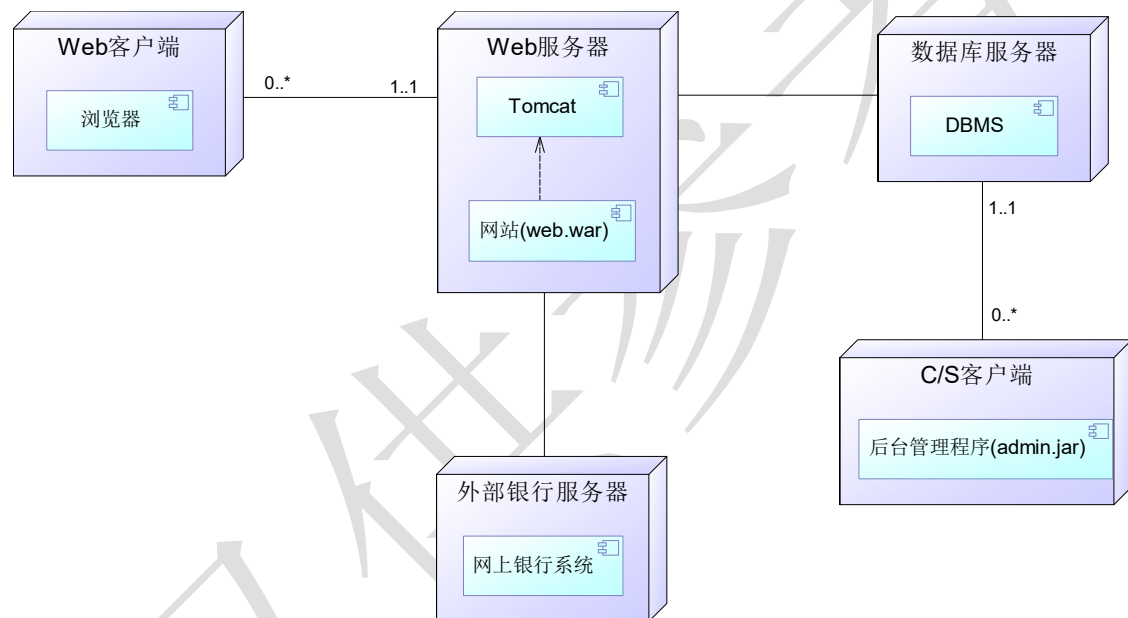 Web客户端
浏览器
0..*
1..1
Web服务器
Tomcat
网站(web.war)
数据库服务器
DBMS
1..1
0..*
C/S客户端
后台管理程序(admin.jar)
外部银行服务器
网上银行系统